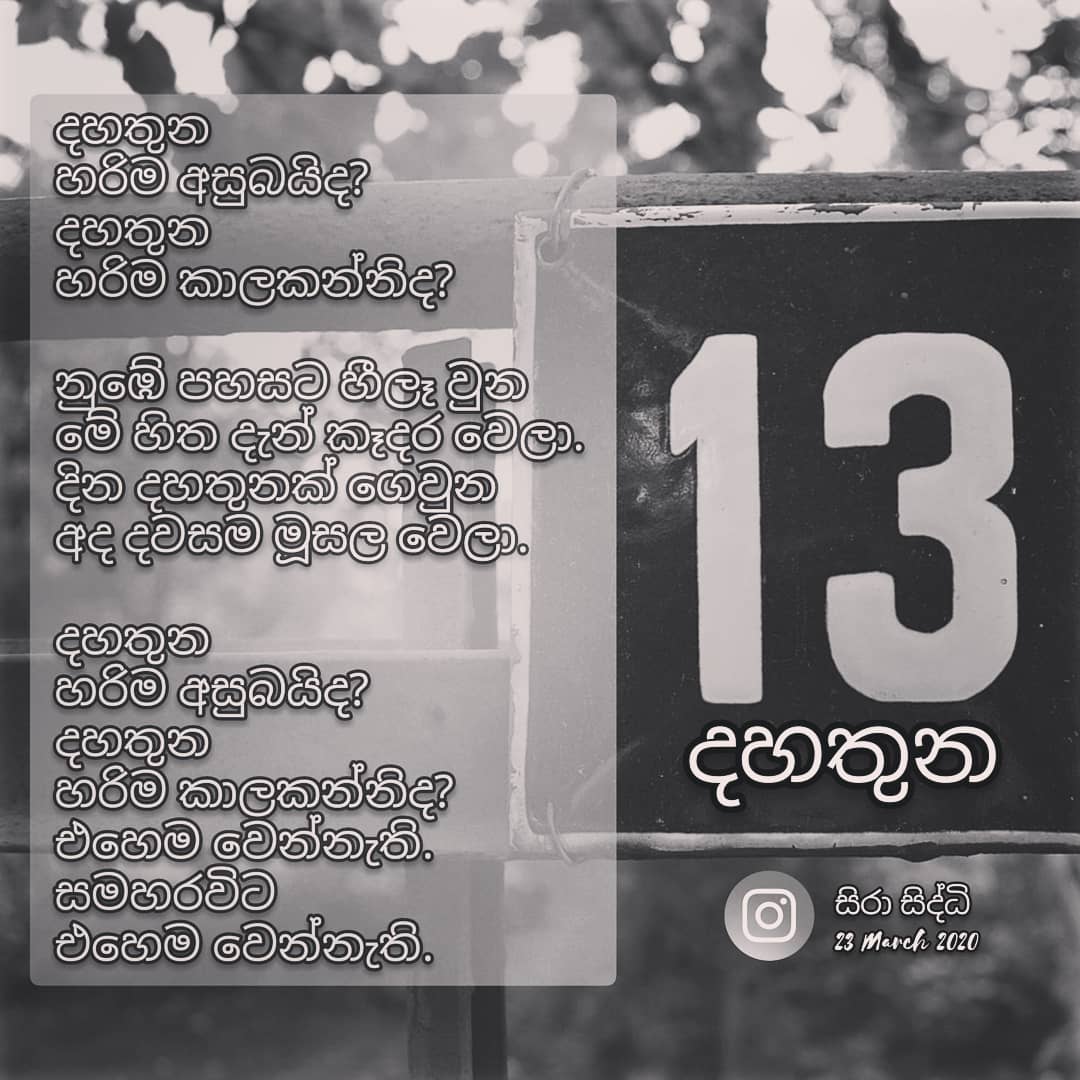 දහතුන
හරිම අසුබයිද?
දහතුන
හරිම කාලකන්නිද?
නුඹේ පහසට හීලෑ වුන
මේ හිත දැන් කෑදර වෙලා.
දින දහතුනක් ගෙවුන
අද දවසම මූසල වෙලා.
දහතුන
හරිම අසුබයිද?
දහතුන
හරිම කාලකන්නිද?
එහෙම වෙන්නැති.
සමහරවිට
එහෙම වෙන්නැති.
13
දහතුන
සිරා සිද්ධි
23 March 2020